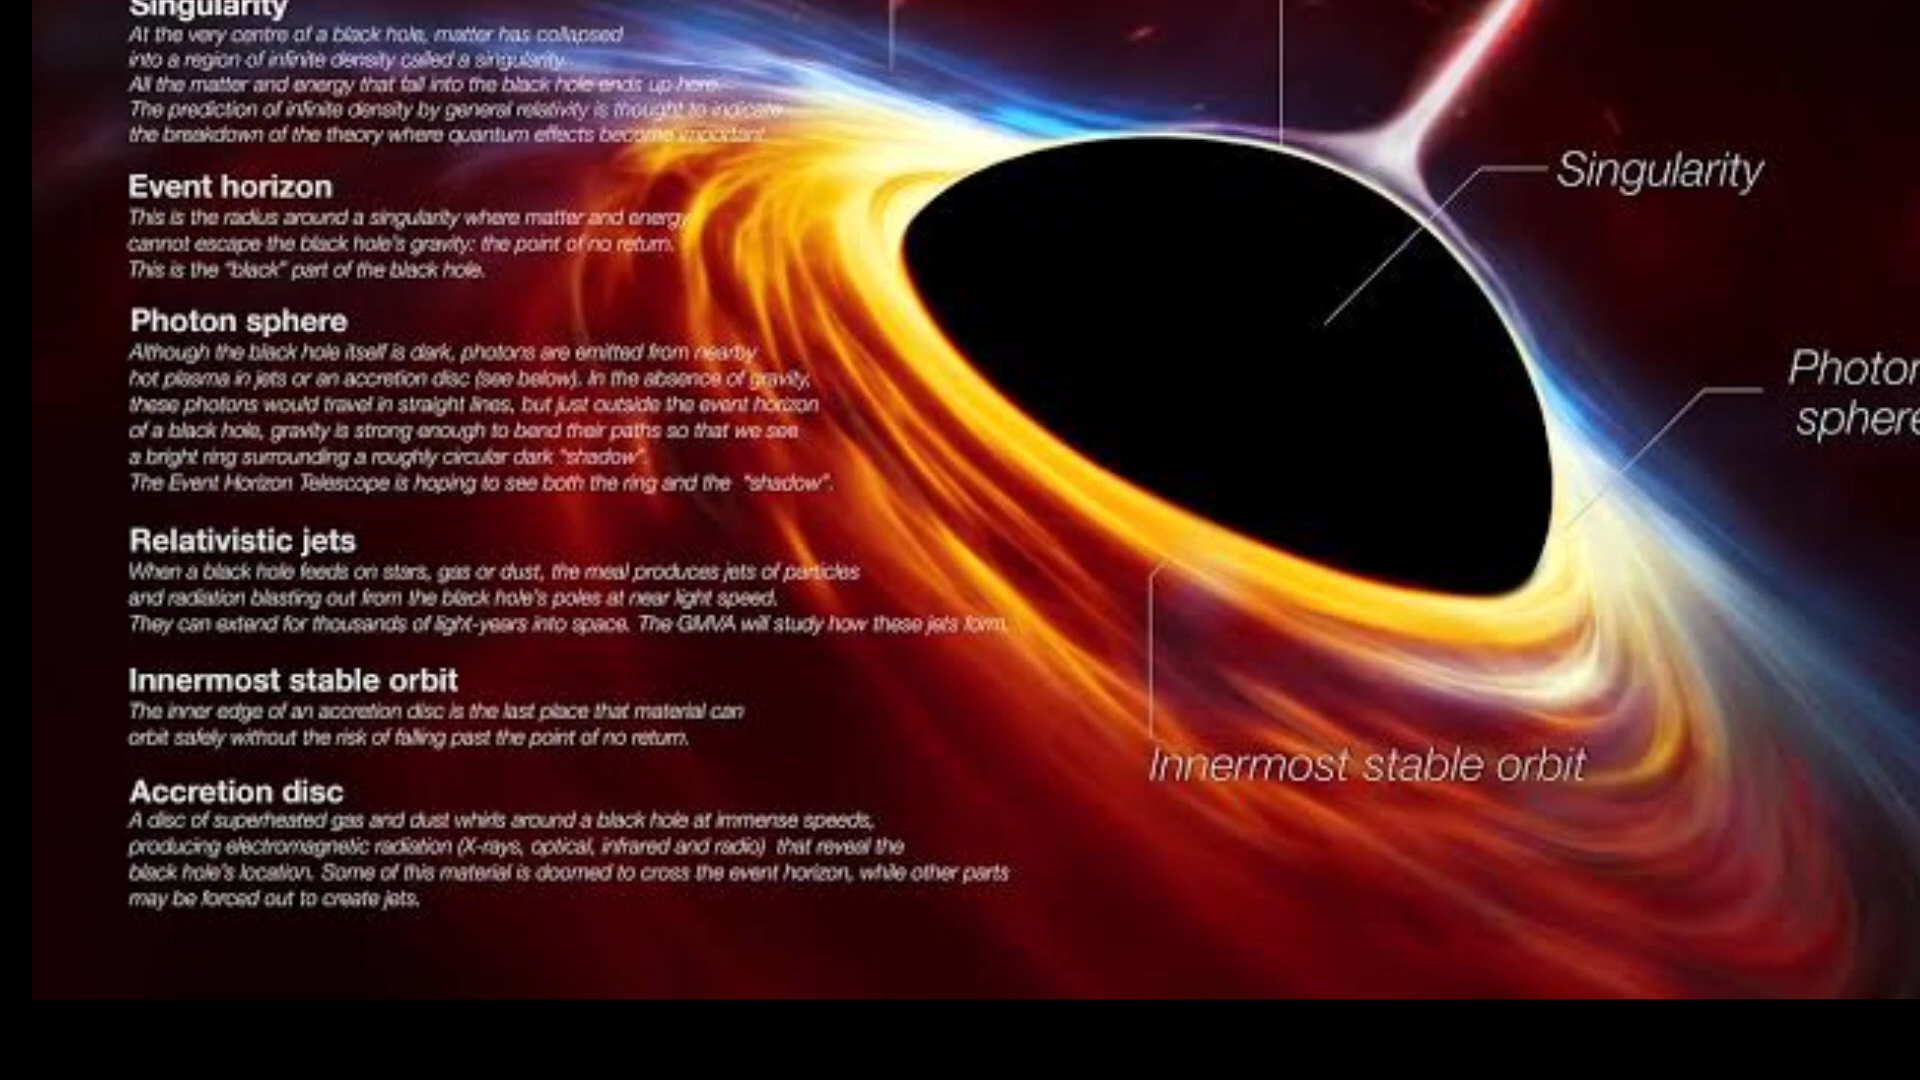 Singularity
At the very centre of a black hole, matter has collapsed
into a region of infinite density called a singularity.
All the matter and energy that fall into the black hole ends up here.
The prediction of infinite density by general relativity is thought to indicate
the breakdown of the theory where quantum effects become important.
Event horizon
This is the radius around a singularity where matter and energy
cannot escape the black hole's gravity: the point of no return.
This is the "black" part of the black hole.
Photon sphere
Although the black hole itself is dark, photons are emitted from nearby
hot plasma in jets or an accretion disc (see below). In the absence of gravity,
these photons would travel in straight lines, but just outside the event horizon
of a black hole, gravity is strong enough to bend their paths so that we see
a bright ring surrounding a roughly circular dark "shadow".
The Event Horizon Telescope is hoping to see both the ring and the "shadow".
Relativistic jets
When a black hole feeds on stars, gas or dust, the meal produces jets of particles
and radiation blasting out from the black hole's poles at near light speed.
They can extend for thousands of light-years into space. The GMVA will study how these jets form.
Innermost stable orbit
The inner edge of an accretion disc is the last place that material can
orbit safely without the risk of falling past the point of no return.
Accretion disc
A disc of superheated gas and dust whirls around a black hole at immense speeds,
producing electromagnetic radiation (X-rays, optical, infrared and radio) that reveal the
black hole's location. Some of this material is doomed to cross the event horizon, while other parts
may be forced out to create jets.
Singularity
Photon
sphere
Innermost stable orbit